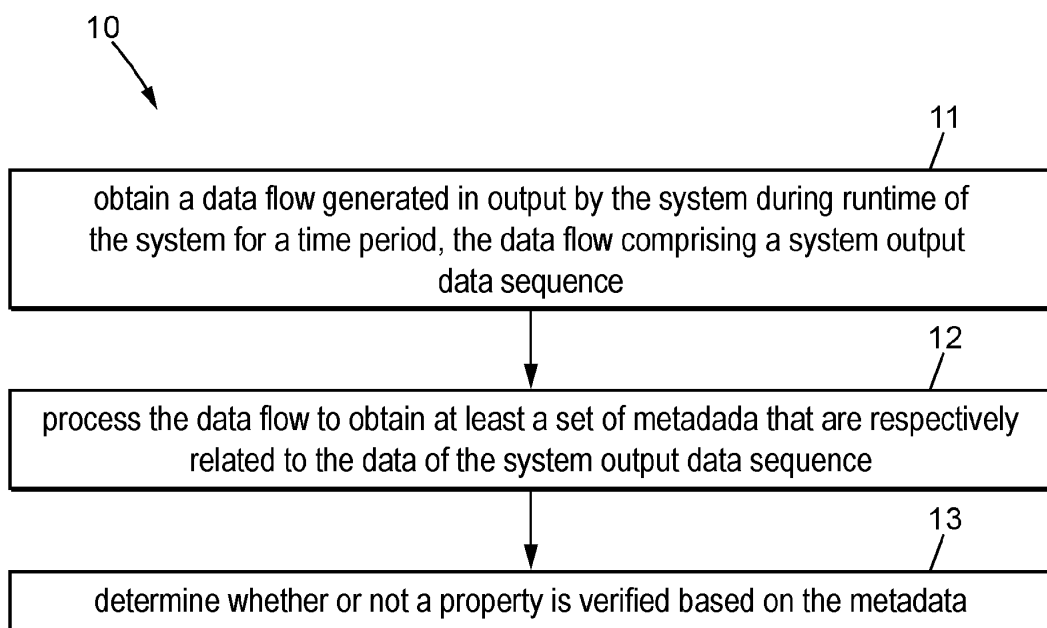 10
11
obtain a data flow generated in output by the system during runtime of
the system for a time period, the data flow comprising a system output
data sequence
12
process the data flow to obtain at least a set of metadada that are respectively
related to the data of the system output data sequence
13
determine whether or not a property is verified based on the metadata